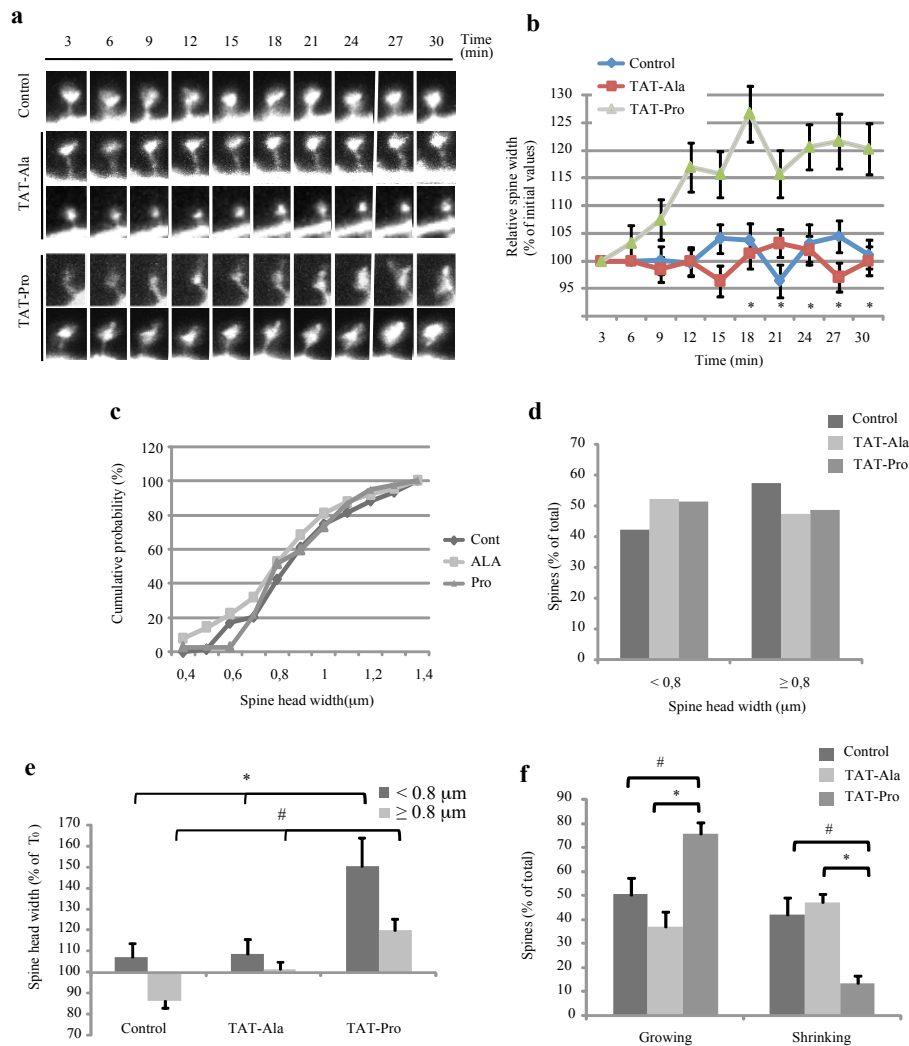 a
3 6 9 12 15 18 21 24 27 30 Time (min)
Control
TAT-Ala
TAT-Pro
b
Control
TAT-Ala
TAT-Pro
Relative spine width
(% of initial values)
130
125
120
115
110
105
100
95
* * * * *
3 6 9 12 15 18 21 24 27 30
Time (min)
c
Cumulative probability (%)
120
100
80
60
40
20
0
0,4 0,6 0,8 1 1,2 1,4
Spine head width(µm)
Cont
ALA
Pro
d
Control
TAT-Ala
TAT-Pro
Spines (% of total)
70
60
50
40
30
20
10
0
< 0,8 ≥ 0,8
Spine head width (µm)
e
*
#
< 0.8 µm
≥ 0.8 µm
Spine head width (% of T0)
170
160
150
140
130
120
110
100
90
80
70
Control TAT-Ala TAT-Pro
f
Control
TAT-Ala
TAT-Pro
#
*
#
*
Spines (% of total)
90
80
70
60
50
40
30
20
10
0
Growing Shrinking